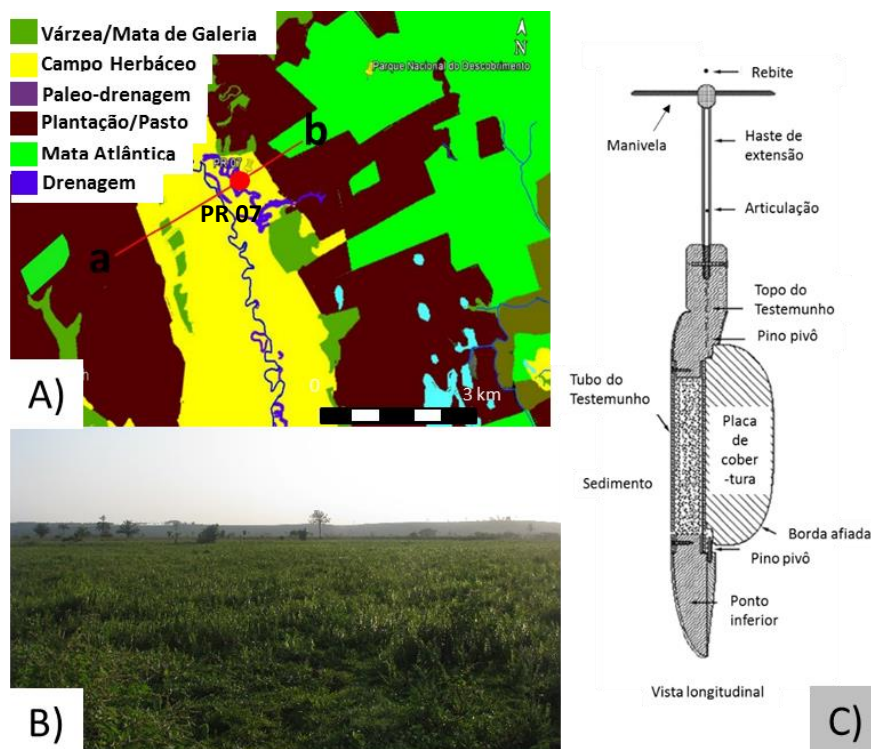 Várzea/Mata de Galeria
Campo Herbáceo
Paleo-drenagem
Plantação/Pasto
Mata Atlântica
Drenagem
N
Parque Nacional do Descobrimento
b
PR 07
PR 07
a
0
3 km
A)
B)
Rebite
Manivela
Haste de
extensão
Articulação
Topo do
Testemunho
Pino pivô
Tubo do
Testemunho
Placa
de
cober
-tura
Sedimento
Borda afiada
Pino pivô
Ponto
inferior
Vista longitudinal
C)